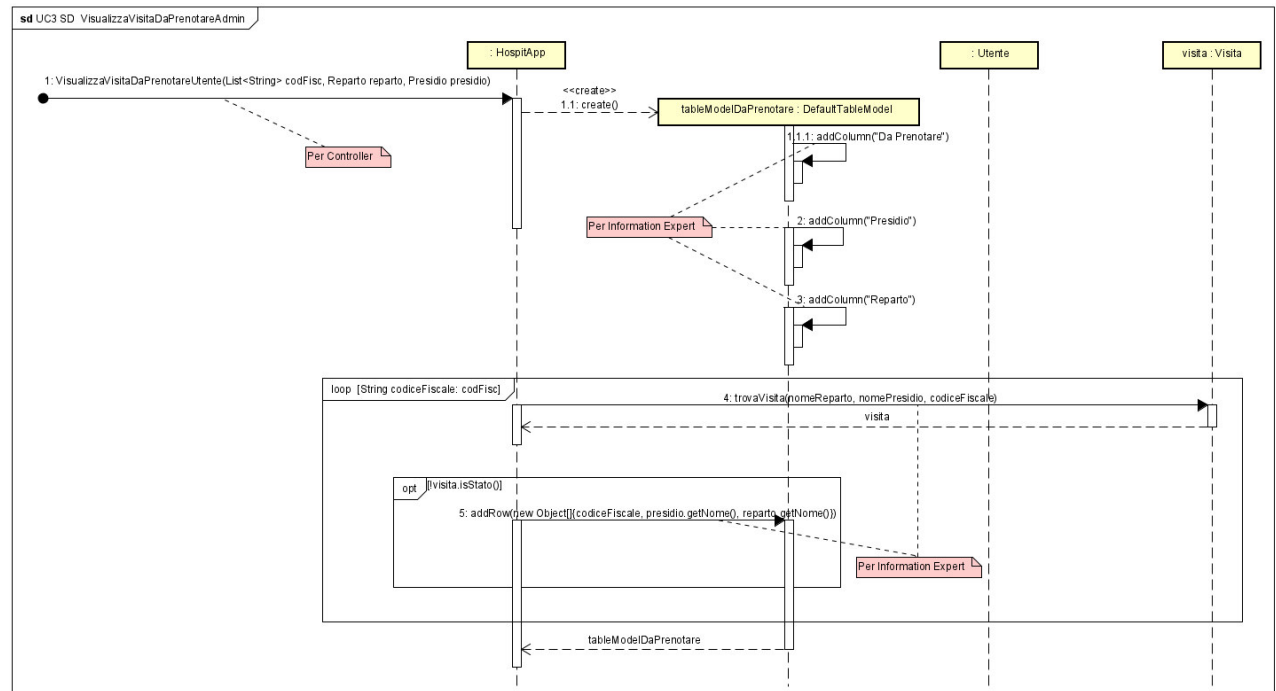 sd UC3 SD VisualizzaVisitaDaPrenotareAdmin
: HospitApp
: Utente
visita : Visita
1: VisualizzaVisitaDaPrenotareUtente(List<String> codFisc, Reparto reparto, Presidio presidio)
<<create>>
1.1: create()
tableModelDaPrenotare : DefaultTableModel
1.1.1: addColumn("Da Prenotare")
Per Controller
2: addColumn("Presidio")
Per Information Expert
3: addColumn("Reparto")
loop [String codiceFiscale: codFisc]
4: trovaVisita(nomeReparto, nomePresidio, codiceFiscale)
visita
opt [!visita.isStato()]
5: addRow(new Object[]{codiceFiscale, presidio.getNome(), reparto.getNome()})
Per Information Expert
tableModelDaPrenotare